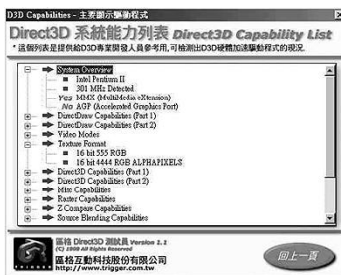 D3D Capabilities - 主要顯示驅動程式
Direct3D 系統能力列表 Direct3D Capability List
* 這個列表是提供給D3D專業開發人員參考用,可檢測出D3D硬體加速驅動程式的現況.
System Overview
Intel Pentium II
301 MHz Detected
Yes MMX (MultiMedia eXtension)
No AGP (Accelerated Graphics Port)
DirectDraw Capabilities (Part 1)
DirectDraw Capabilities (Part 2)
Video Modes
Texture Format
16 bit 555 RGB
16 bit 4444 RGB ALPHAPIXELS
Direct3D Capabilities (Part 1)
Direct3D Capabilities (Part 2)
Misc Capabilities
Raster Capabilities
Z Compare Capabilities
Source Blending Capabilities
區格 Direct3D 測試員 Version 1.1
(C) 1998 All Rights Reserved
區格互動科技股份有限公司
http://www.trigger.com.tw
回上一頁